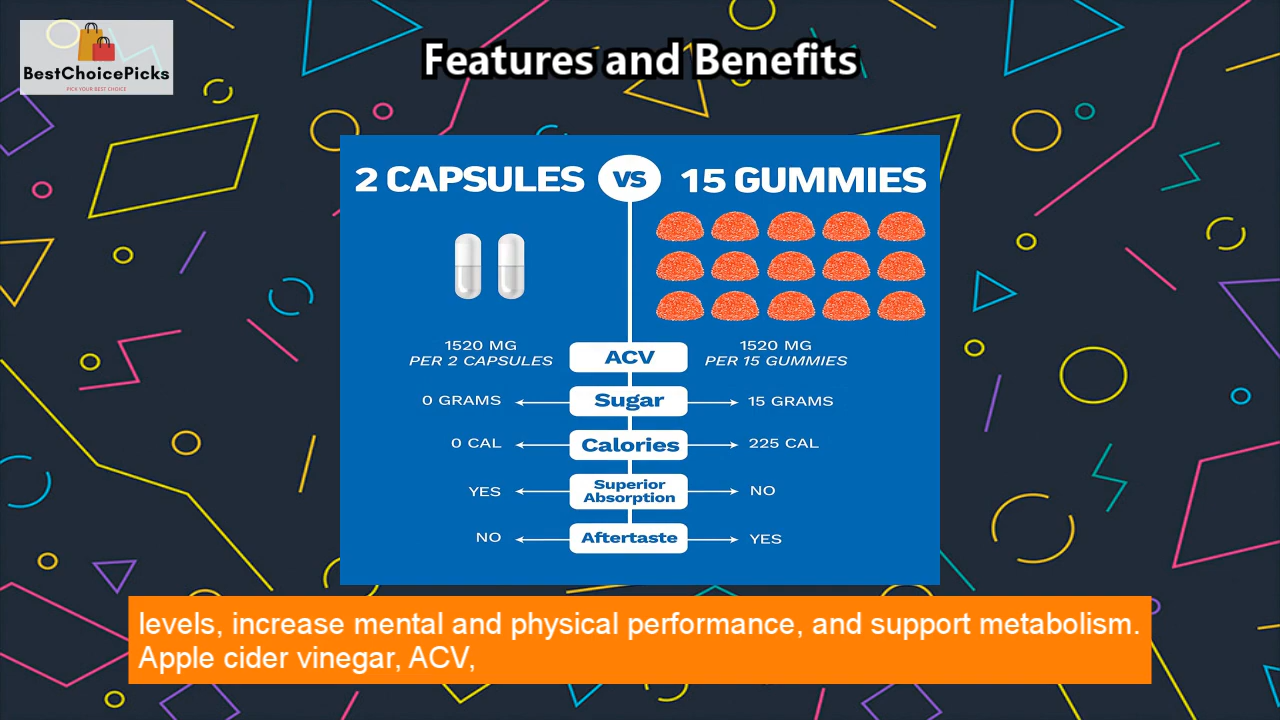 BestChoicePicks
PICK YOUR BEST CHOICE
Features and Benefits
2 CAPSULES VS 15 GUMMIES
1520 MG
PER 2 CAPSULES
ACV
1520 MG
PER 15 GUMMIES
0 GRAMS Sugar 15 GRAMS
0 CAL Calories 225 CAL
YES Superior Absorption NO
NO Aftertaste YES
levels, increase mental and physical performance, and support metabolism.
Apple cider vinegar, ACV,